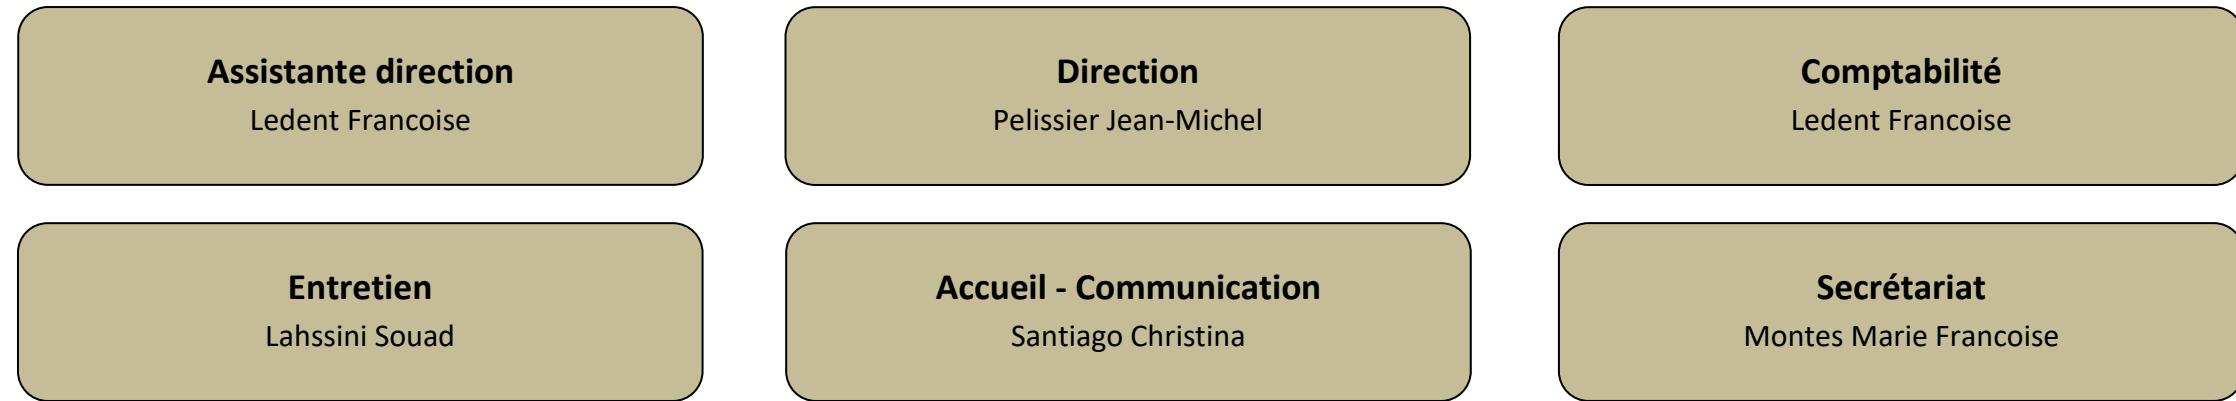 Assistante direction
Ledent Francoise
Direction
Pelissier Jean-Michel
Comptabilité
Ledent Francoise
Entretien
Lahssini Souad
Accueil - Communication
Santiago Christina
Secrétariat
Montes Marie Francoise